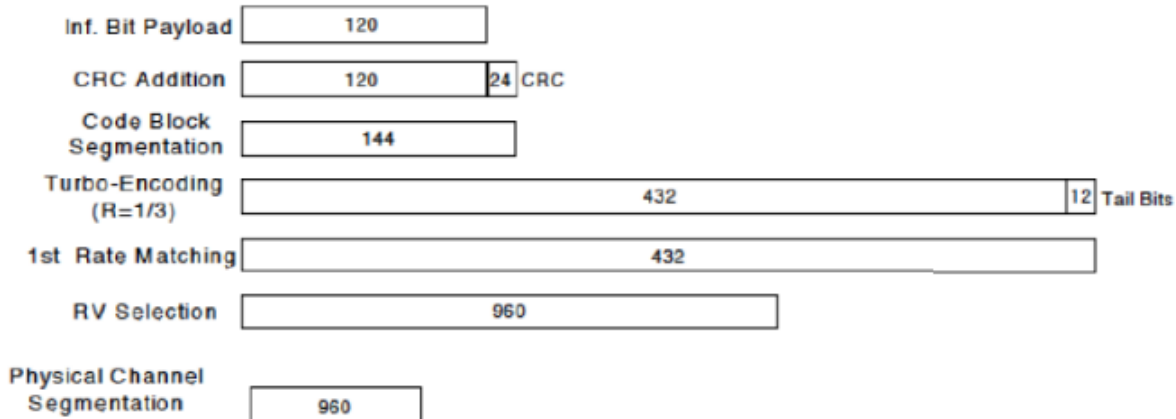 Inf. Bit Payload 120
CRC Addition 120 24 CRC
Code Block
Segmentation 144
Turbo-Encoding
(R=1/3) 432 12 Tail Bits
1st Rate Matching 432
RV Selection 960
Physical Channel
Segmentation 960